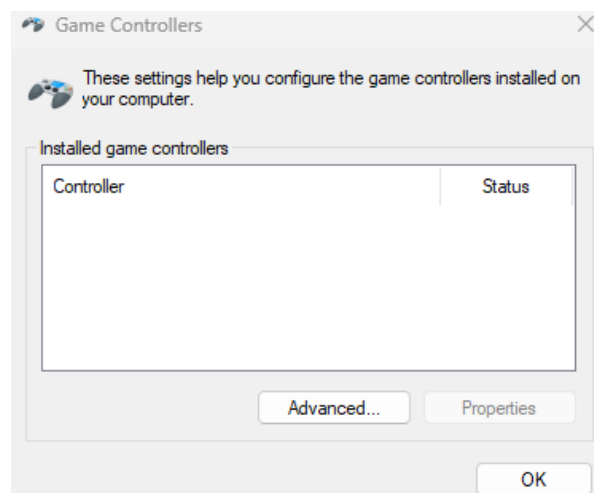 Game Controllers
These settings help you configure the game controllers installed on
your computer.
Installed game controllers
Controller Status
Advanced... Properties
OK